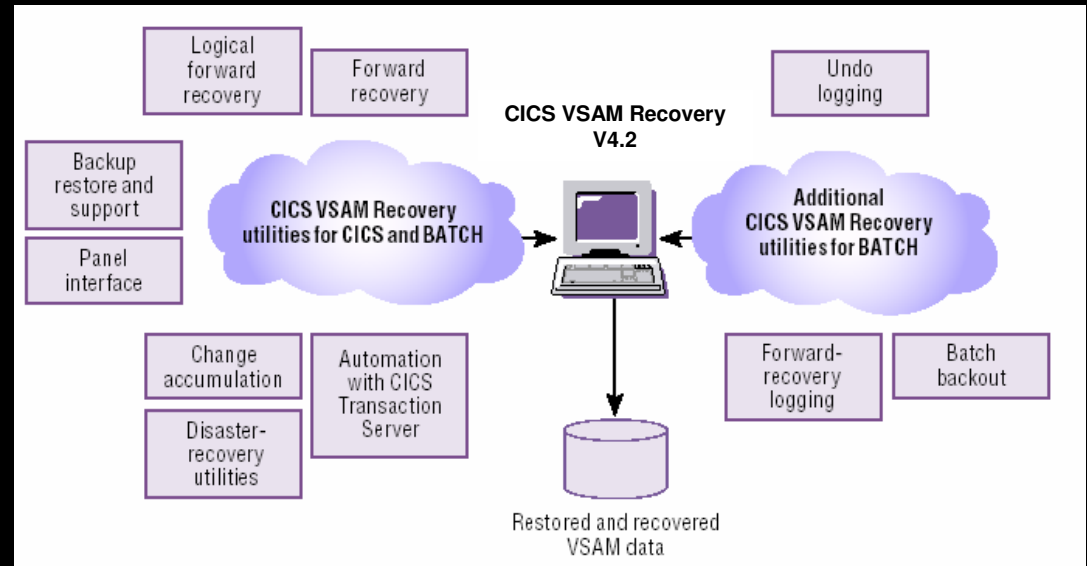 Logical
forward
recovery
Forward
recovery
Undo
logging
CICS VSAM Recovery
V4.2
Backup
restore and
support
Panel
interface
CICS VSAM Recovery
utilities for CICS and BATCH
Additional
CICS VSAM Recovery
utilities for BATCH
Change
accumulation
Automation
with CICS
Transaction
Server
Disaster-
recovery
utilities
Forward-
recovery
logging
Batch
backout
Restored and recovered
VSAM data